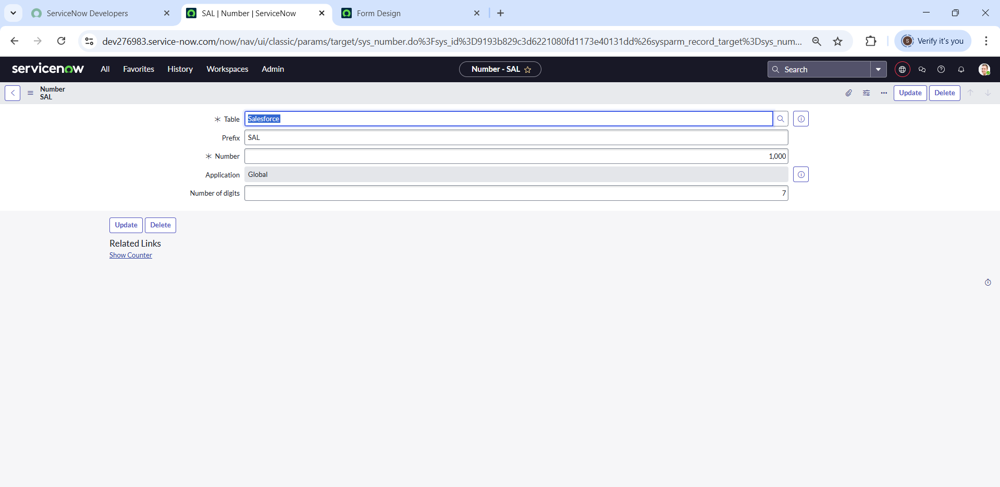 ServiceNow Developers
SAL | Number | ServiceNow
Form Design
dev276983.service-now.com/now/nav/ui/classic/params/target/sys_number.do%3Fsys_id%3D9193b829c3d6221080fd1173e40131dd%26sysparm_record_target%3Dsys_num...
S
Verify it's you
servicenow
All
Favorites
History
Workspaces
Admin
Number - SAL
Search
Number
SAL
Update
Delete
Table
Salesforce
Prefix
SAL
Number
1,000
Application
Global
Number of digits
7
Update
Delete
Related Links
Show Counter